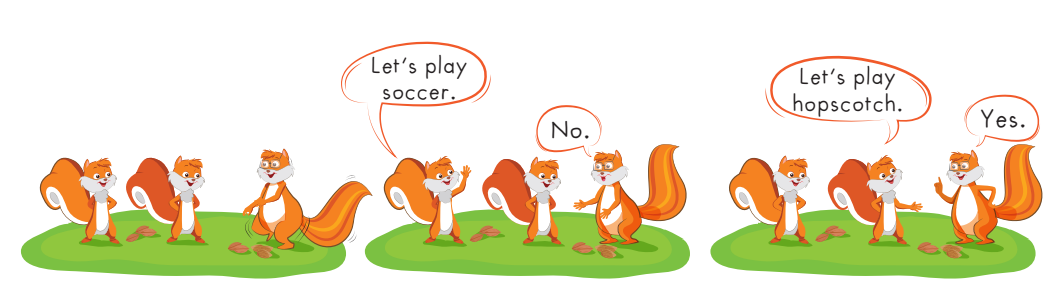 Let's play
soccer.
No.
Let's play
hopscotch.
Yes.